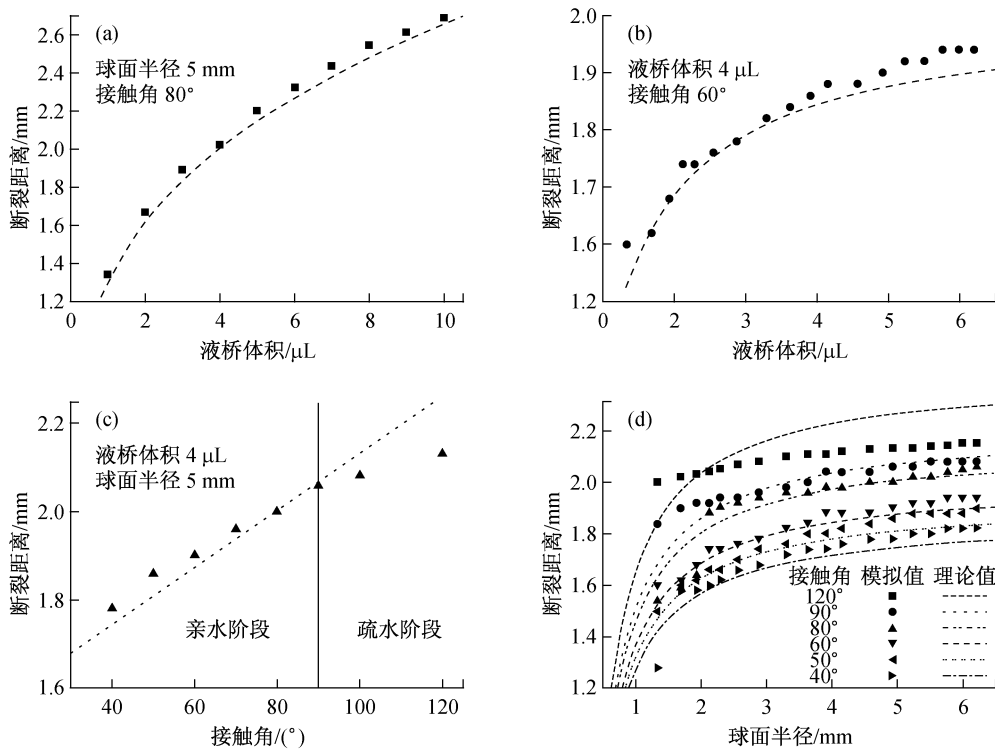 (a)
球面半径 5 mm
接触角 80°
断裂距离/mm
2.6
2.4
2.2
2.0
1.8
1.6
1.4
1.2
0 2 4 6 8 10
液桥体积/μL
(b)
液桥体积 4 μL
接触角 60°
断裂距离/mm
2.0
1.9
1.8
1.7
1.6
1.2
0 1 2 3 4 5 6
液桥体积/μL
(c)
液桥体积 4 μL
球面半径 5 mm
断裂距离/mm
2.2
2.0
1.8
1.6
亲水阶段 疏水阶段
40 60 80 100 120
接触角/(°)
(d)
断裂距离/mm
2.2
2.0
1.8
1.6
1.4
1.2
接触角 模拟值 理论值
120°
90°
80°
60°
50°
40°
1 2 3 4 5 6
球面半径/mm